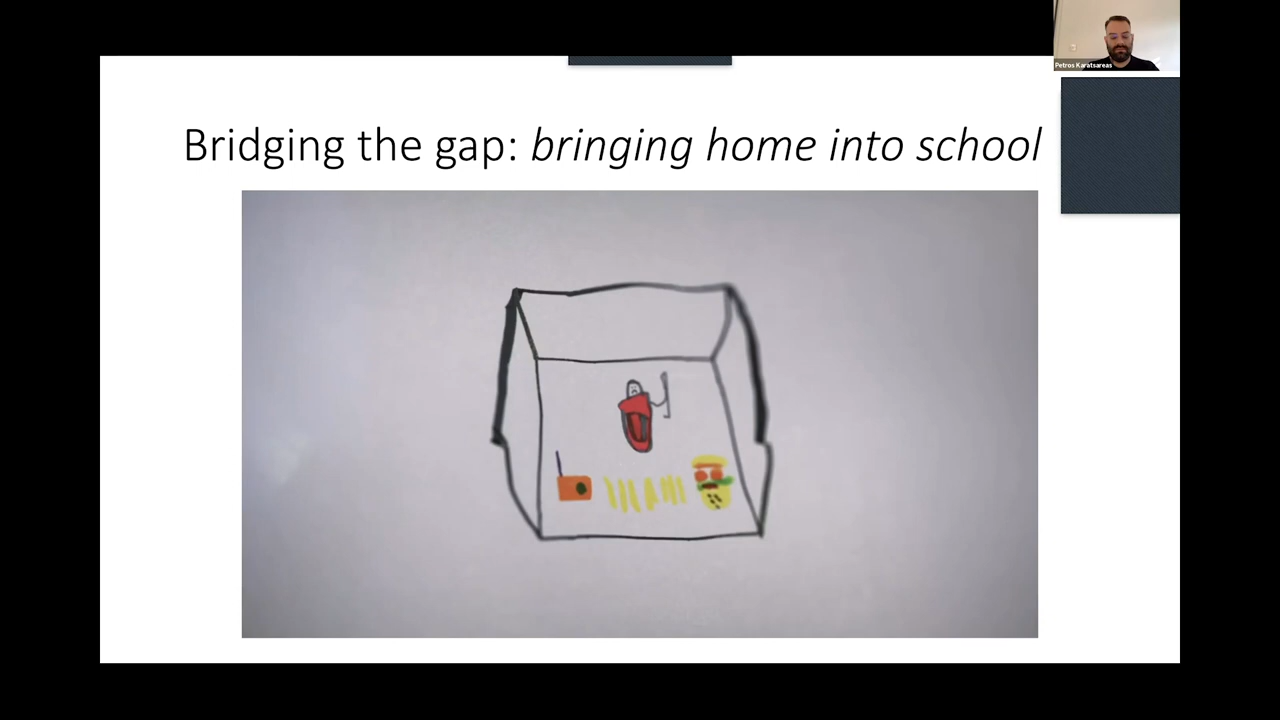 Bridging the gap: bringing home into school
Petros Karatsareas